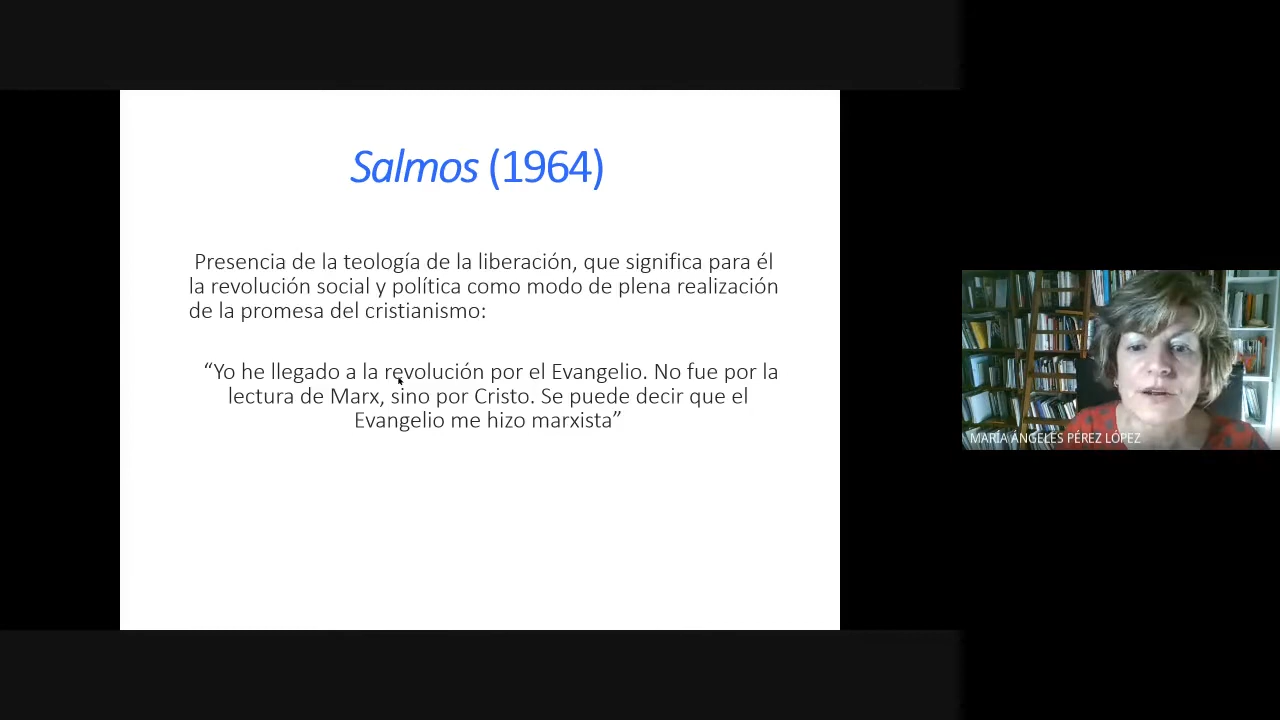 Salmos (1964)
Presencia de la teología de la liberación, que significa para él
la revolución social y política como modo de plena realización
de la promesa del cristianismo:
“Yo he llegado a la revolución por el Evangelio. No fue por la
lectura de Marx, sino por Cristo. Se puede decir que el
Evangelio me hizo marxista”
MARÍA ÁNGELES PÉREZ LÓPEZ